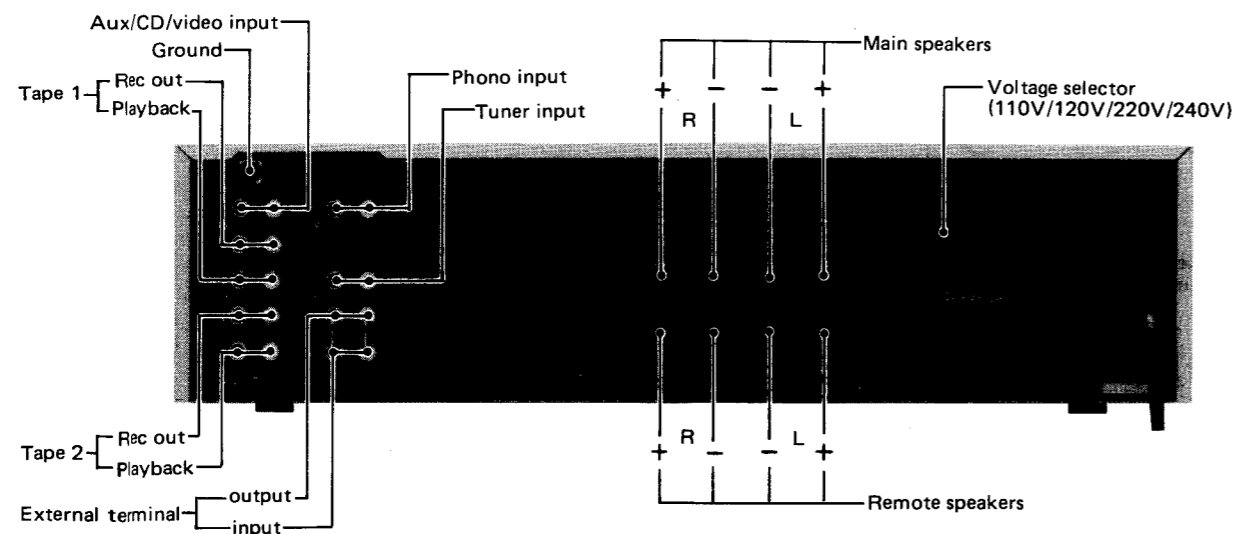 Aux/CD/video input
Ground
Tape 1
Rec out
Playback
Phono input
Tuner input
Main speakers
+ − − +
R L
Voltage selector
(110V/120V/220V/240V)
Tape 2
Rec out
Playback
External terminal
output
input
R L
+ − − +
Remote speakers